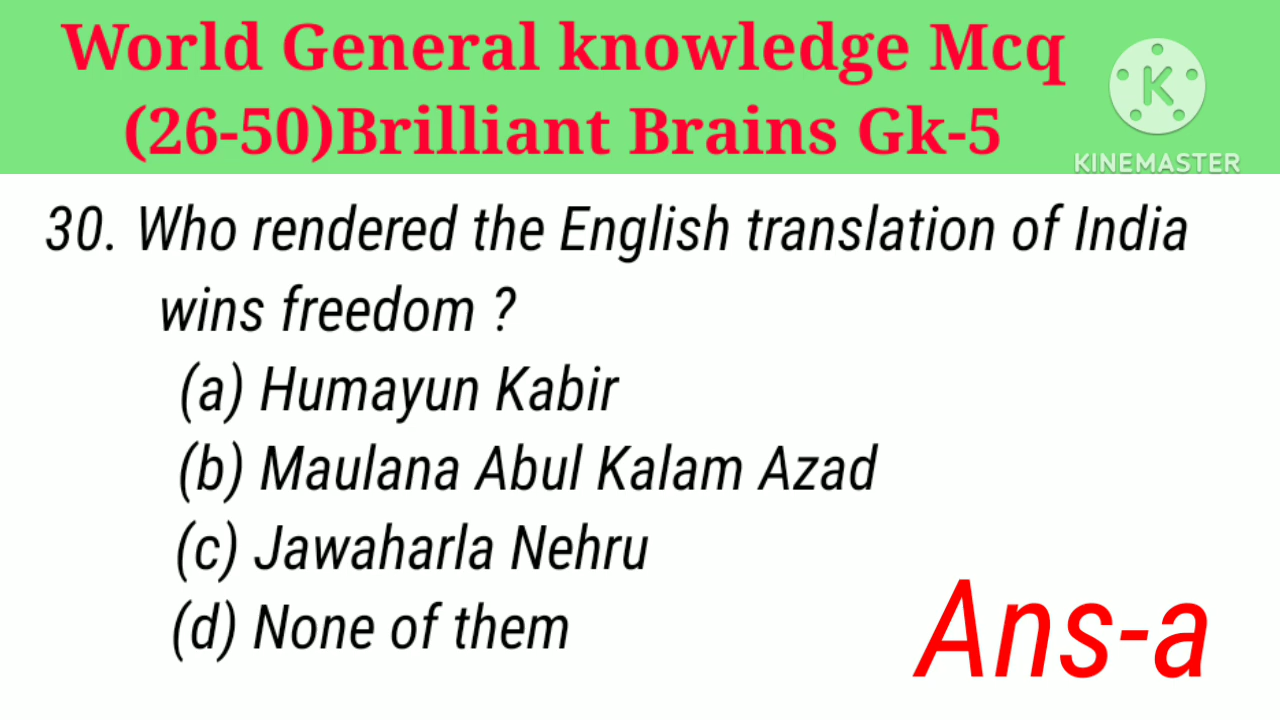 World General knowledge Mcq
(26-50)Brilliant Brains Gk-5
K
KINEMASTER
30. Who rendered the English translation of India
wins freedom ?
(a) Humayun Kabir
(b) Maulana Abul Kalam Azad
(c) Jawaharla Nehru
(d) None of them
Ans-a